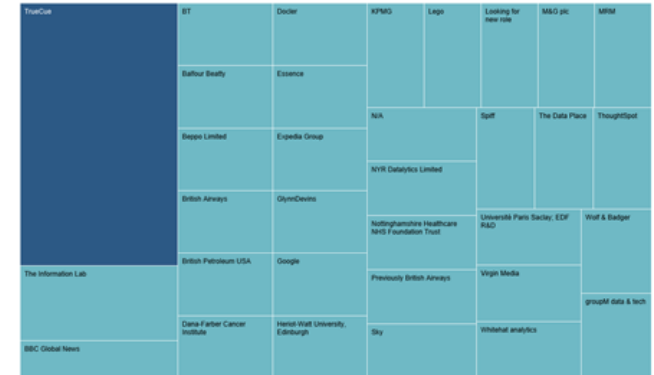 TrueCue
The Information Lab
BBC Global News
BT
Balfour Beatty
Beppo Limited
British Airways
British Petroleum USA
Dana-Farber Cancer
Institute
Docler
Essence
Expedia Group
GlynnDevins
Google
Heriot-Watt University,
Edinburgh
KPMG
Lego
Looking for
new role
M&G plc
MRM
N/A
NYR Datalytics Limited
Nottinghamshire Healthcare
NHS Foundation Trust
Previously British Airways
Sky
Spiff
The Data Place
ThoughtSpot
Université Paris Saclay; EDF
R&D
Virgin Media
Whitehat analytics
Wolf & Badger
groupM data & tech